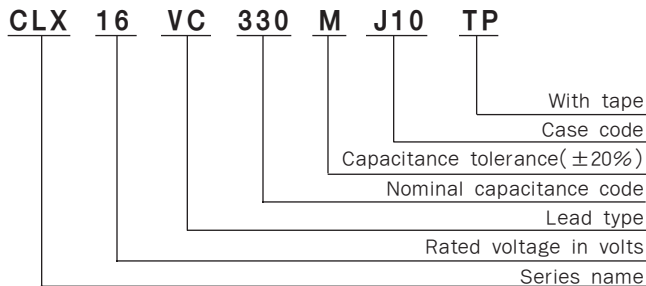 CLX 16 VC 330 M J10 TP
With tape
Case code
Capacitance tolerance(±20%)
Nominal capacitance code
Lead type
Rated voltage in volts
Series name